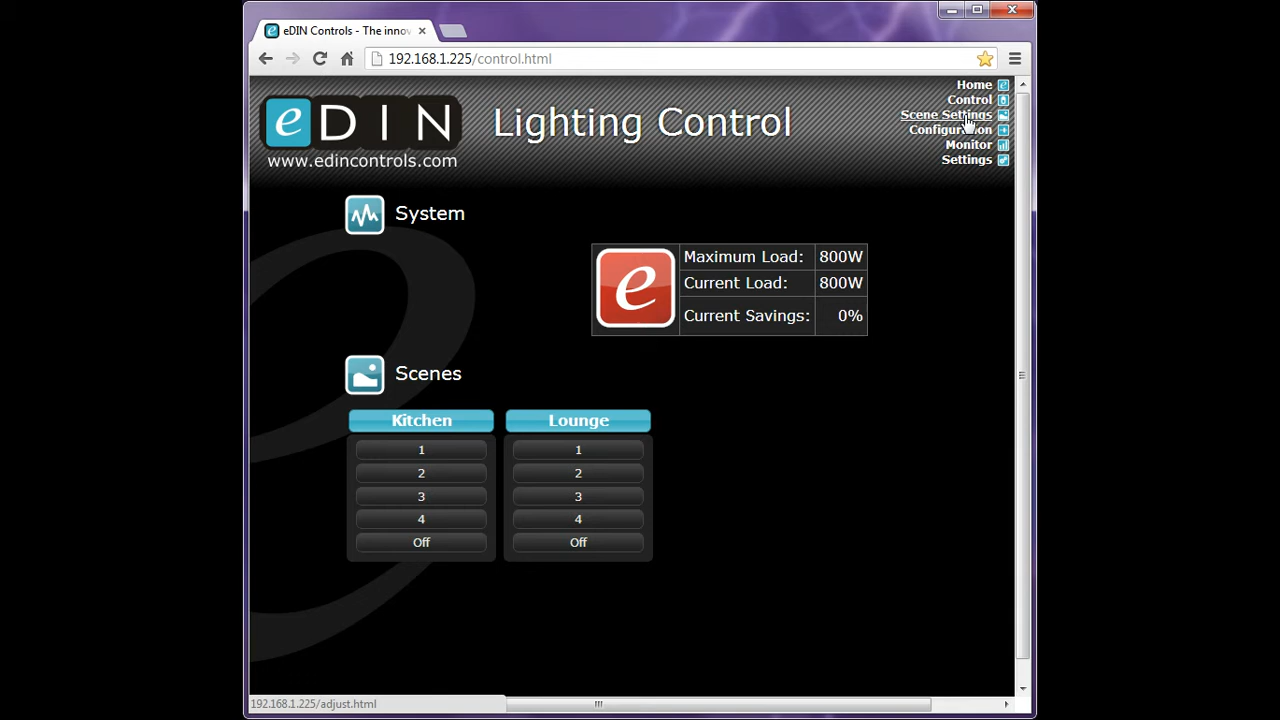 eDIN Controls - The innov
192.168.1.225/control.html
Home
Control
Scene Settings
Configuration
Monitor
Settings
eDIN
www.edincontrols.com
Lighting Control
System
e
Maximum Load: 800W
Current Load: 800W
Current Savings: 0%
Scenes
Kitchen Lounge
1 1
2 2
3 3
4 4
Off Off
192.168.1.225/adjust.html